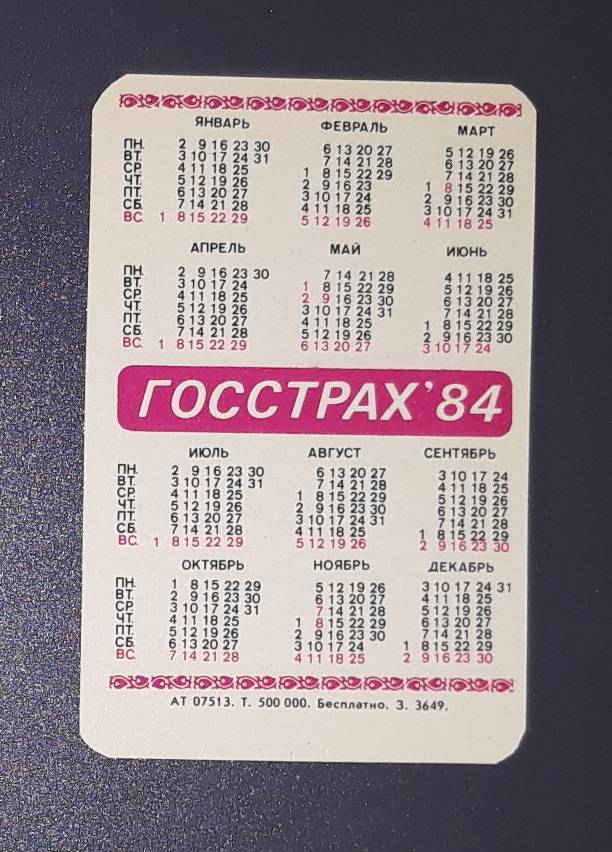 ЯНВАРЬ ФЕВРАЛЬ МАРТ
ПН. 2 9 16 23 30 6 13 20 27 5 12 19 26
ВТ. 3 10 17 24 31 7 14 21 28 6 13 20 27
СР. 4 11 18 25 1 8 15 22 29 7 14 21 28
ЧТ. 5 12 19 26 2 9 16 23 1 8 15 22 29
ПТ. 6 13 20 27 3 10 17 24 2 9 16 23 30
СБ. 7 14 21 28 4 11 18 25 3 10 17 24 31
ВС. 1 8 15 22 29 5 12 19 26 4 11 18 25
АПРЕЛЬ МАЙ ИЮНЬ
ПН. 2 9 16 23 30 7 14 21 28 4 11 18 25
ВТ. 3 10 17 24 1 8 15 22 29 5 12 19 26
СР. 4 11 18 25 2 9 16 23 30 6 13 20 27
ЧТ. 5 12 19 26 3 10 17 24 31 7 14 21 28
ПТ. 6 13 20 27 4 11 18 25 1 8 15 22 29
СБ. 7 14 21 28 5 12 19 26 2 9 16 23 30
ВС. 1 8 15 22 29 6 13 20 27 3 10 17 24
ГОССТРАХ'84
ИЮЛЬ АВГУСТ СЕНТЯБРЬ
ПН. 2 9 16 23 30 6 13 20 27 3 10 17 24
ВТ. 3 10 17 24 31 7 14 21 28 4 11 18 25
СР. 4 11 18 25 1 8 15 22 29 5 12 19 26
ЧТ. 5 12 19 26 2 9 16 23 30 6 13 20 27
ПТ. 6 13 20 27 3 10 17 24 31 7 14 21 28
СБ. 7 14 21 28 4 11 18 25 1 8 15 22 29
ВС. 1 8 15 22 29 5 12 19 26 2 9 16 23 30
ОКТЯБРЬ НОЯБРЬ ДЕКАБРЬ
ПН. 1 8 15 22 29 5 12 19 26 3 10 17 24 31
ВТ. 2 9 16 23 30 6 13 20 27 4 11 18 25
СР. 3 10 17 24 31 7 14 21 28 5 12 19 26
ЧТ. 4 11 18 25 1 8 15 22 29 6 13 20 27
ПТ. 5 12 19 26 2 9 16 23 30 7 14 21 28
СБ. 6 13 20 27 3 10 17 24 1 8 15 22 29
ВС. 7 14 21 28 4 11 18 25 2 9 16 23 30
АТ 07513. Т. 500 000. Бесплатно. З. 3649.